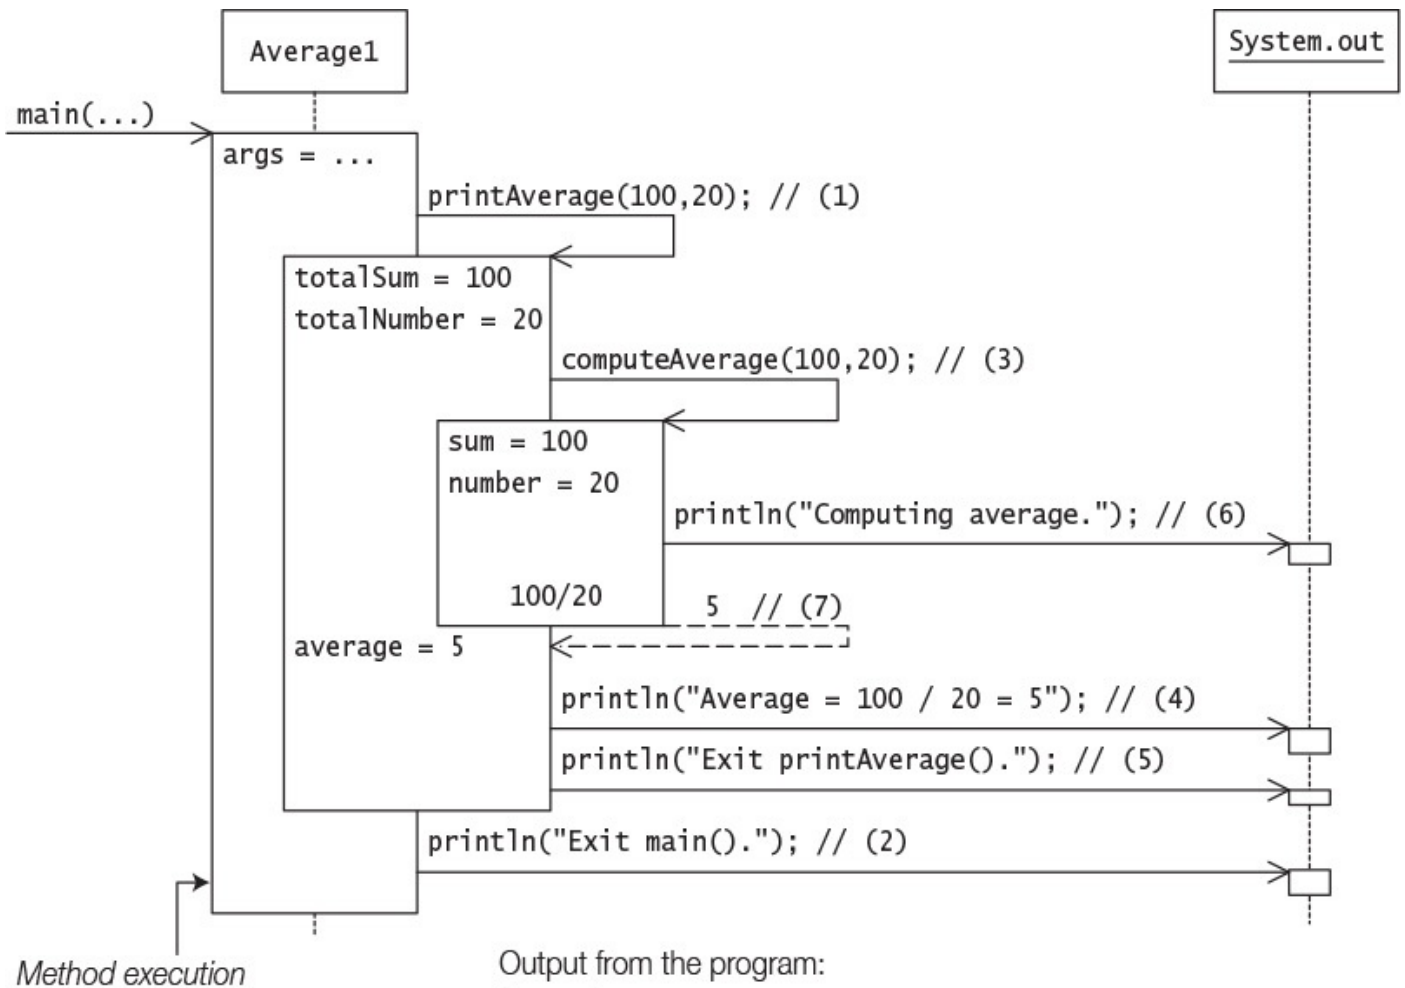 Average1
System.out
main(...)
args = ...
printAverage(100,20); // (1)
totalSum = 100
totalNumber = 20
computeAverage(100,20); // (3)
sum = 100
number = 20
println("Computing average."); // (6)
100/20
5 // (7)
average = 5
println("Average = 100 / 20 = 5"); // (4)
println("Exit printAverage()."); // (5)
println("Exit main()."); // (2)
Method execution
Output from the program: